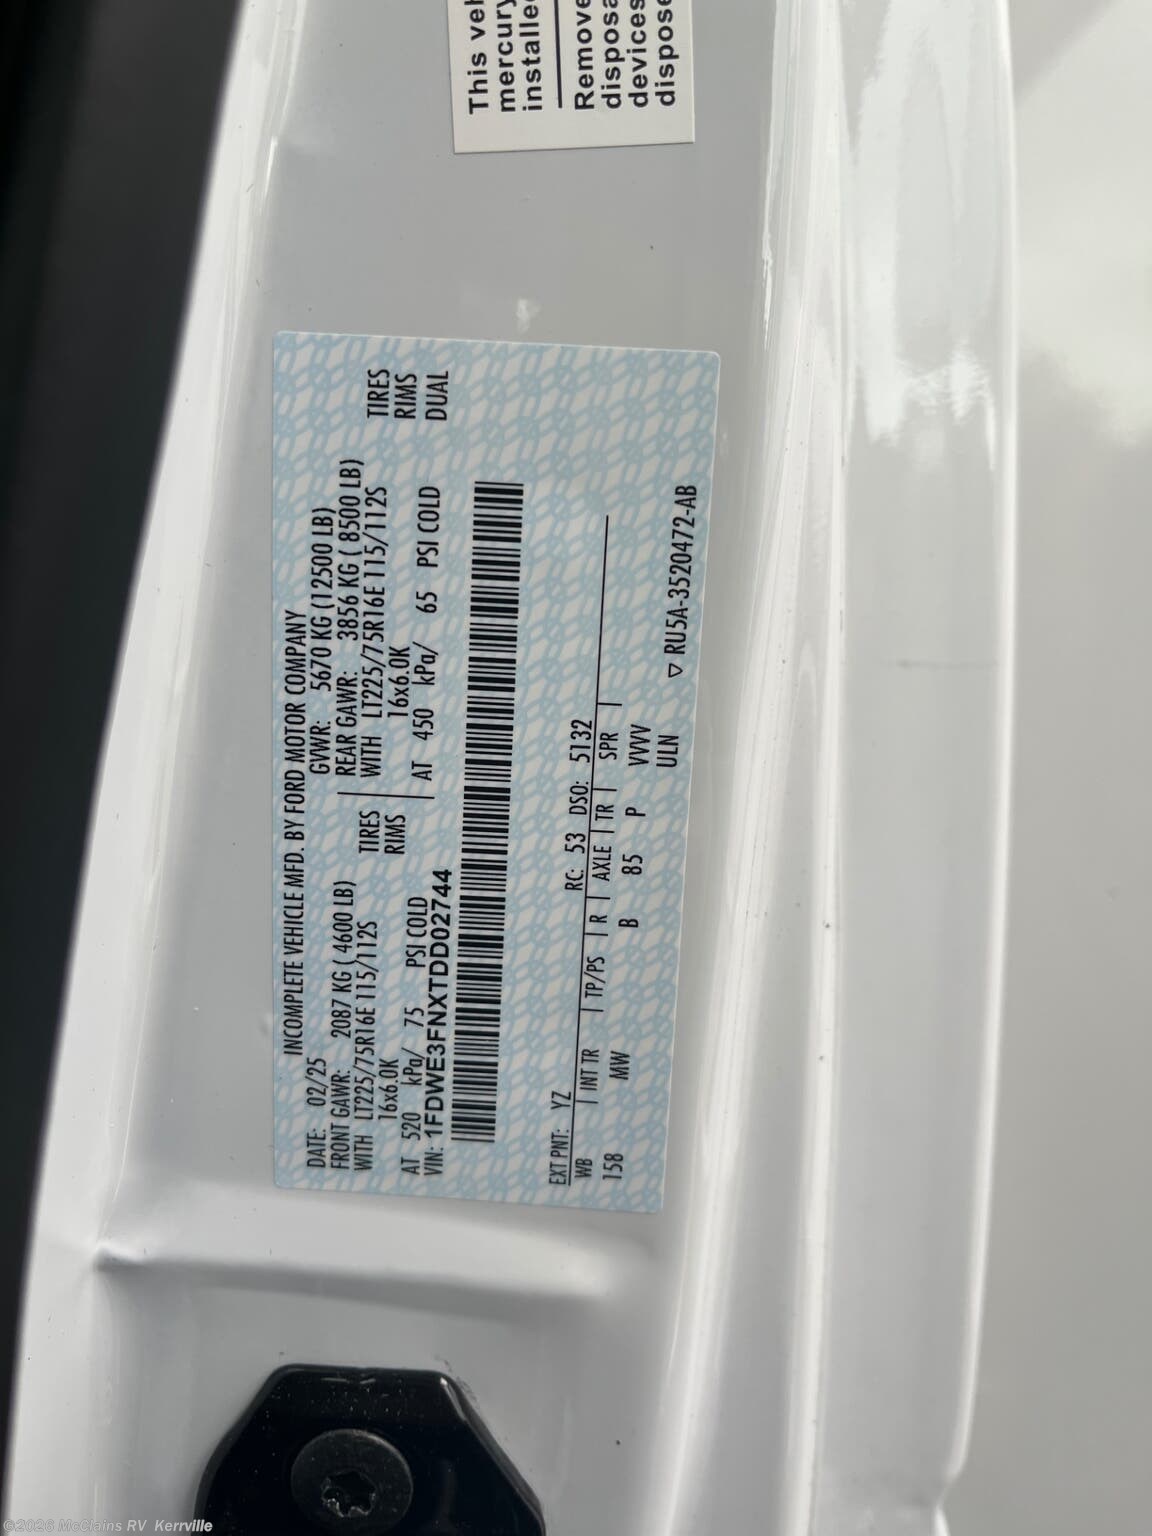 This veh
mercury
installed
Remove
disposa
devices
dispose
INCOMPLETE VEHICLE MFD. BY FORD MOTOR COMPANY
DATE: 02/25 GVWR: 5670 KG (12500 LB)
FRONT GAWR: 2087 KG ( 4600 LB) REAR GAWR: 3856 KG ( 8500 LB)
WITH LT225/75R16E 115/112S TIRES WITH LT225/75R16E 115/112S TIRES
16x6.0K RIMS 16x6.0K RIMS
AT 520 kPa/ 75 PSI COLD AT 450 kPa/ 65 PSI COLD DUAL
VIN: 1FDWE3FNXTDD02744
EXT PNT: YZ RC: 53 DSO: 5132
WB | INT TR | TP/PS | R | AXLE | TR | SPR |
158 MW B 85 P VVVV
ULN
▽ RU5A-3520472-AB
©2026 McClains RV Kerrville